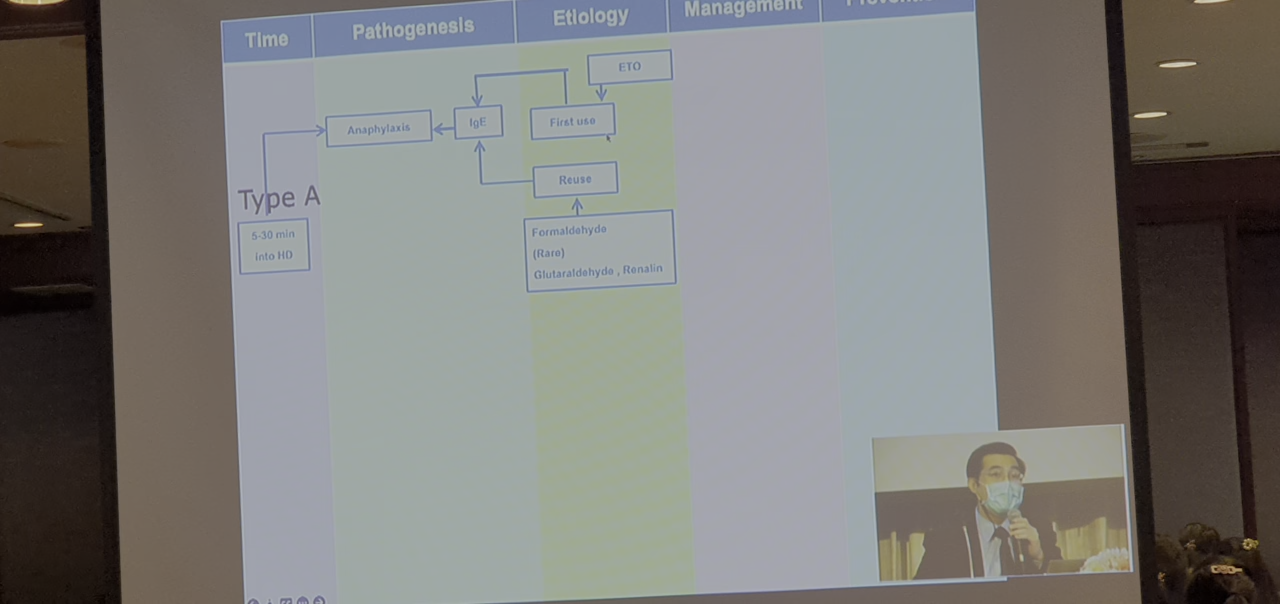 Time
Pathogenesis
Etiology
Management
ETO
First use
IgE
Anaphylaxis
Reuse
Type A
5-30 min
into HD
Formaldehyde
(Rare)
Glutaraldehyde , Renalin